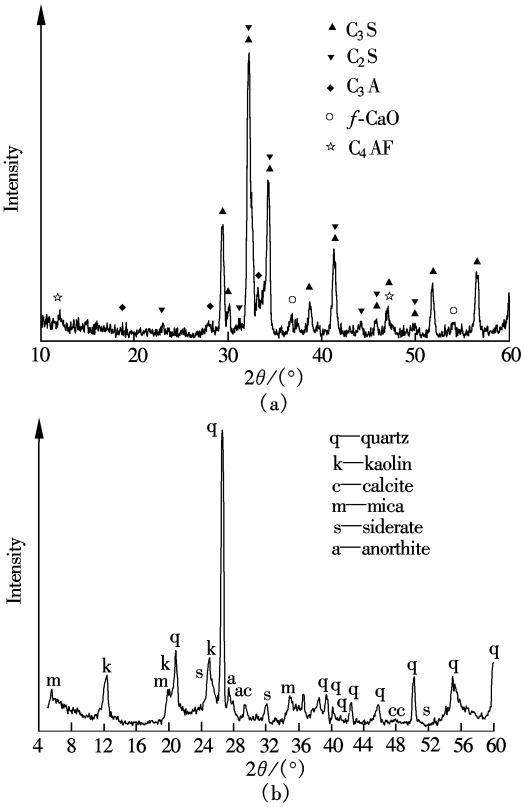 Intensity
C₃S
C₂S
C₃A
f-CaO
C₄AF
10 20 30 40 50 60
2θ/(°)
(a)
Intensity
q—quartz
k—kaolin
c—calcite
m—mica
s—siderate
a—anorthite
q
m
k
k
m
q
s
k
a
ac
s
m
q
q
q
q
q
cc
q
s
q
q
4 8 12 16 20 24 28 32 36 40 44 48 52 56 60
2θ/(°)
(b)